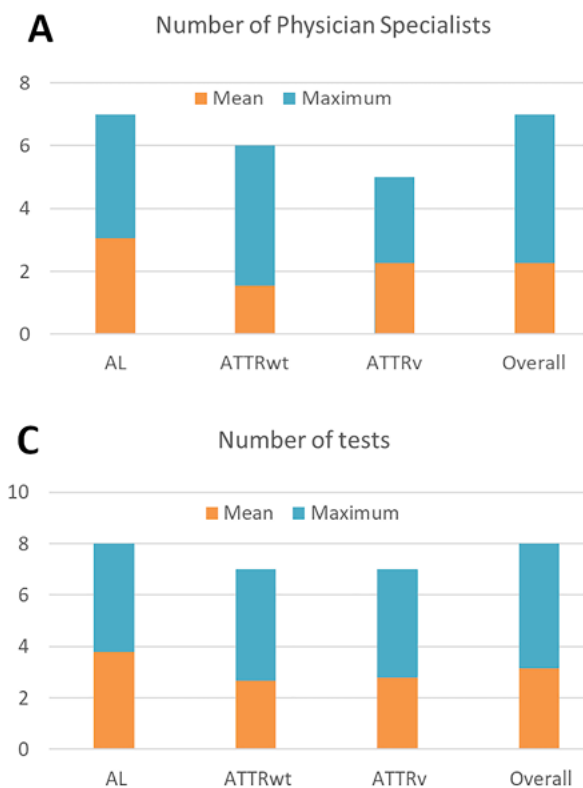 A
Number of Physician Specialists
8
Mean Maximum
6
4
2
0
AL ATTRwt ATTRv Overall
C
Number of tests
10
Mean Maximum
8
6
4
2
0
AL ATTRwt ATTRv Overall